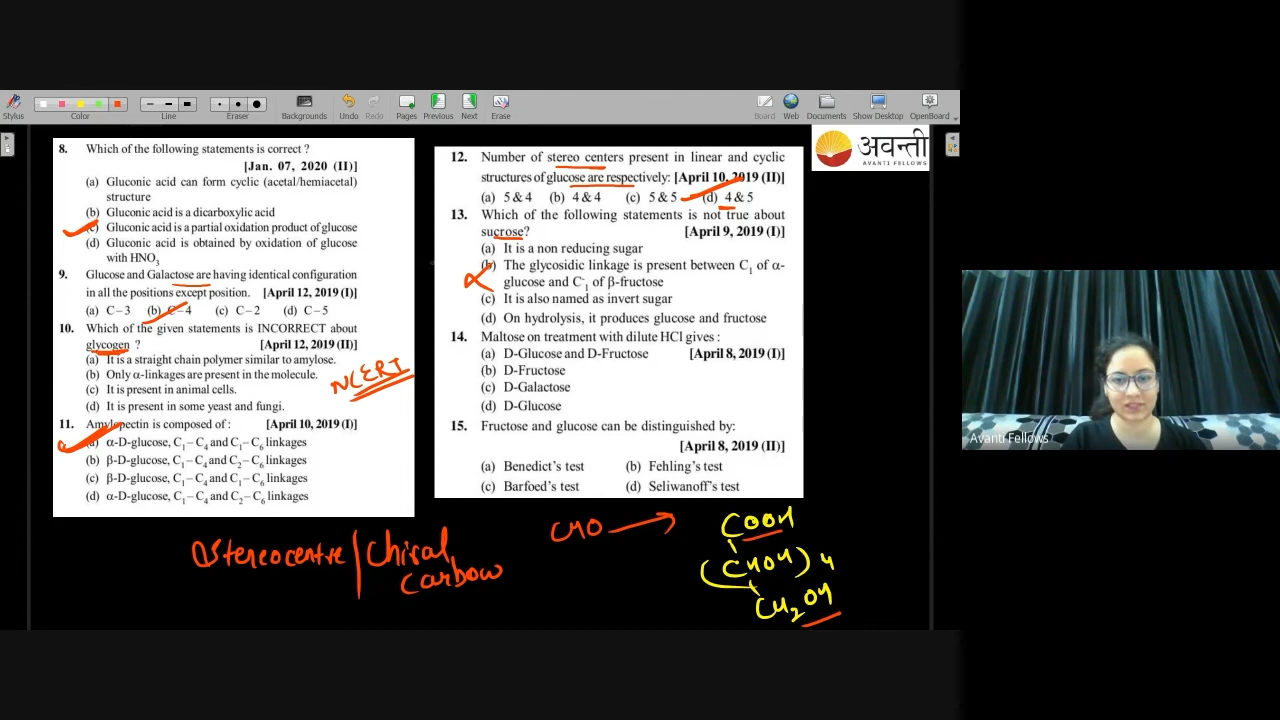 Stylus
Color
Line
Eraser
Backgrounds
Undo
Redo
Pages
Previous
Next
Erase
Board
Web
Documents
Show Desktop
OpenBoard
अवन्ती
AVANTI FELLOWS
8. Which of the following statements is correct ?
[Jan. 07, 2020 (II)]
(a) Gluconic acid can form cyclic (acetal/hemiacetal)
structure
(b) Gluconic acid is a dicarboxylic acid
(c) Gluconic acid is a partial oxidation product of glucose
(d) Gluconic acid is obtained by oxidation of glucose
with HNO₃
9. Glucose and Galactose are having identical configuration
in all the positions except position. [April 12, 2019 (I)]
(a) C–3 (b) C–4 (c) C–2 (d) C–5
10. Which of the given statements is INCORRECT about
glycogen ? [April 12, 2019 (II)]
(a) It is a straight chain polymer similar to amylose.
(b) Only α-linkages are present in the molecule.
(c) It is present in animal cells.
(d) It is present in some yeast and fungi.
NCERT
11. Amylopectin is composed of : [April 10, 2019 (I)]
(a) α-D-glucose, C₁–C₄ and C₁–C₆ linkages
(b) β-D-glucose, C₁–C₄ and C₂–C₆ linkages
(c) β-D-glucose, C₁–C₄ and C₁–C₆ linkages
(d) α-D-glucose, C₁–C₄ and C₂–C₆ linkages
12. Number of stereo centers present in linear and cyclic
structures of glucose are respectively: [April 10, 2019 (II)]
(a) 5 & 4 (b) 4 & 4 (c) 5 & 5 (d) 4 & 5
13. Which of the following statements is not true about
sucrose? [April 9, 2019 (I)]
(a) It is a non reducing sugar
(b) The glycosidic linkage is present between C₁ of α-
glucose and C₁ of β-fructose
(c) It is also named as invert sugar
(d) On hydrolysis, it produces glucose and fructose
14. Maltose on treatment with dilute HCl gives :
(a) D-Glucose and D-Fructose [April 8, 2019 (I)]
(b) D-Fructose
(c) D-Galactose
(d) D-Glucose
15. Fructose and glucose can be distinguished by:
[April 8, 2019 (II)]
(a) Benedict's test (b) Fehling's test
(c) Barfoed's test (d) Seliwanoff's test
Stereocentre / Chiral
Carbon
CHO → COOH
(CHOH)4
CH2OH
Avanti Fellows